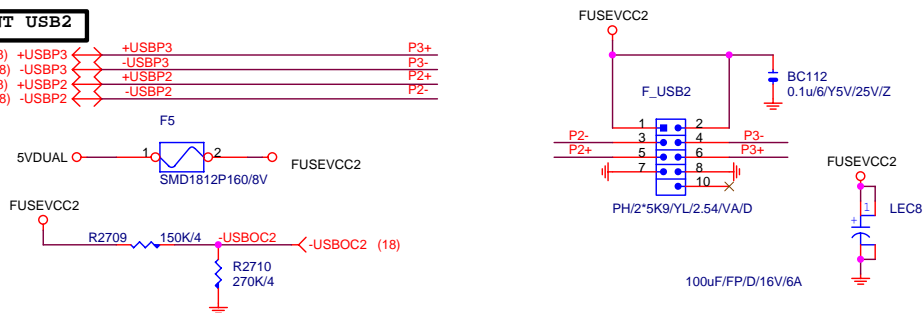 NT USB2
) +USBP3 +USBP3 P3+
8) -USBP3 -USBP3 P3-
) +USBP2 +USBP2 P2+
8) -USBP2 -USBP2 P2-
F5
5VDUAL 1 2 FUSEVCC2
SMD1812P160/8V
FUSEVCC2
R2709 150K/4 -USBOC2 -USBOC2 (18)
R2710
270K/4
FUSEVCC2
BC112
0.1u/6/Y5V/25V/Z
F_USB2
1 2
P2- 3 4 P3-
P2+ 5 6 P3+
7 8
10
PH/2*5K9/YL/2.54/VA/D
FUSEVCC2
1 LEC8
+
100uF/FP/D/16V/6A